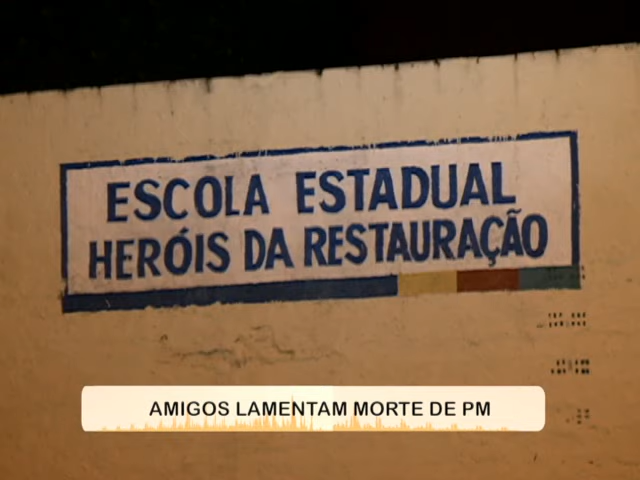 ESCOLA ESTADUAL
HERÓIS DA RESTAURAÇÃO
AMIGOS LAMENTAM MORTE DE PM